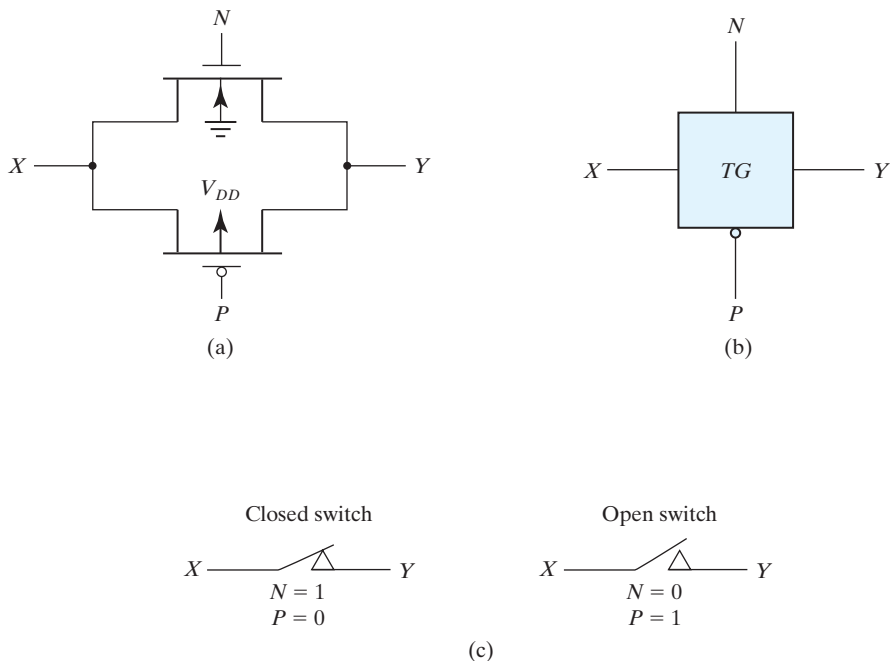 N
X
Y
V_DD
P
(a)
N
X
TG
Y
P
(b)
Closed switch
X
Y
N = 1
P = 0
Open switch
X
Y
N = 0
P = 1
(c)